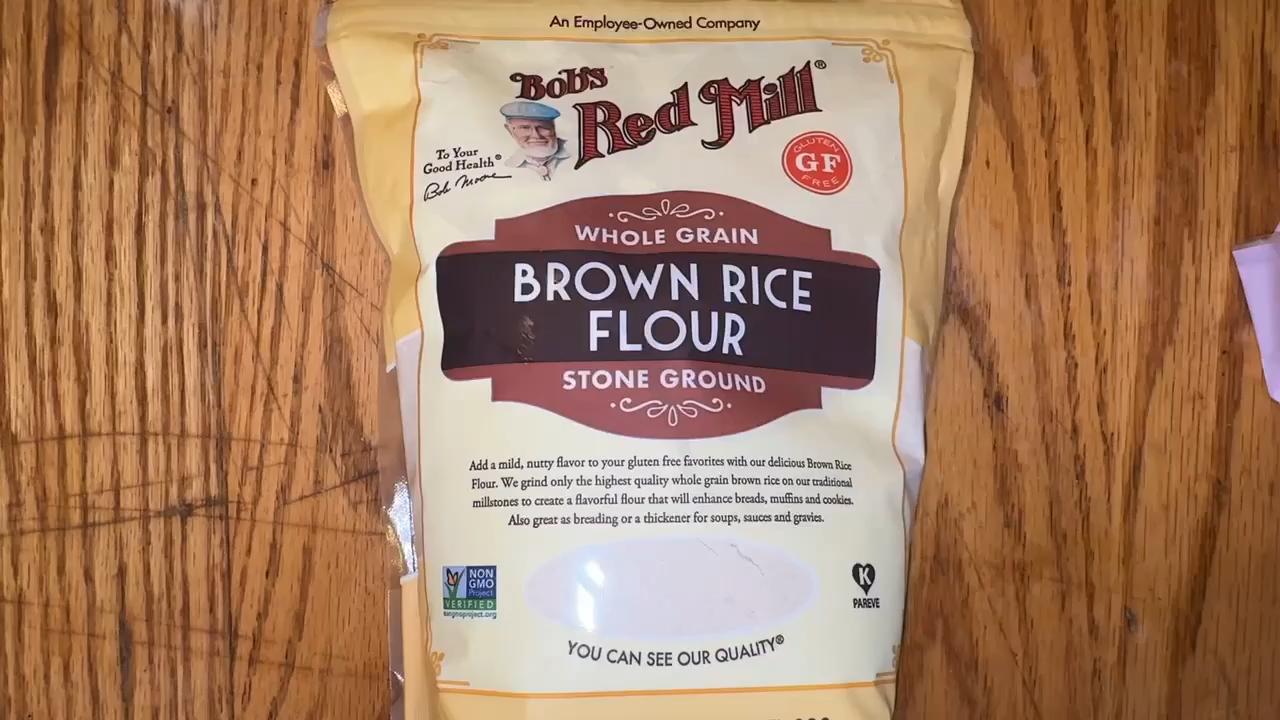 An Employee-Owned Company
Bob's
Red Mill®
To Your
Good Health®
Bob Moore
GLUTEN
GF
FREE
WHOLE GRAIN
BROWN RICE
FLOUR
STONE GROUND
Add a mild, nutty flavor to your gluten free favorites with our delicious Brown Rice
Flour. We grind only the highest quality whole grain brown rice on our traditional
millstones to create a flavorful flour that will enhance breads, muffins and cookies.
Also great as breading or a thickener for soups, sauces and gravies.
NON
GMO
Project
VERIFIED
nongmoproject.org
K
PAREVE
YOU CAN SEE OUR QUALITY®